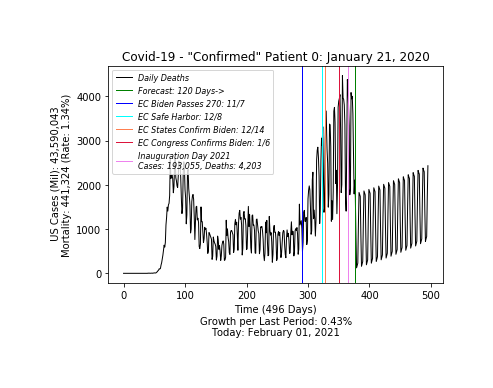 Covid-19 - "Confirmed" Patient 0: January 21, 2020
US Cases (Mil): 43,590,043
Mortality: 441,324 (Rate: 1.34%)
4000
3000
2000
1000
0
Daily Deaths
Forecast: 120 Days->
EC Biden Passes 270: 11/7
EC Safe Harbor: 12/8
EC States Confirm Biden: 12/14
EC Congress Confirms Biden: 1/6
Inauguration Day 2021
Cases: 193,055, Deaths: 4,203
0 100 200 300 400 500
Time (496 Days)
Growth per Last Period: 0.43%
Today: February 01, 2021